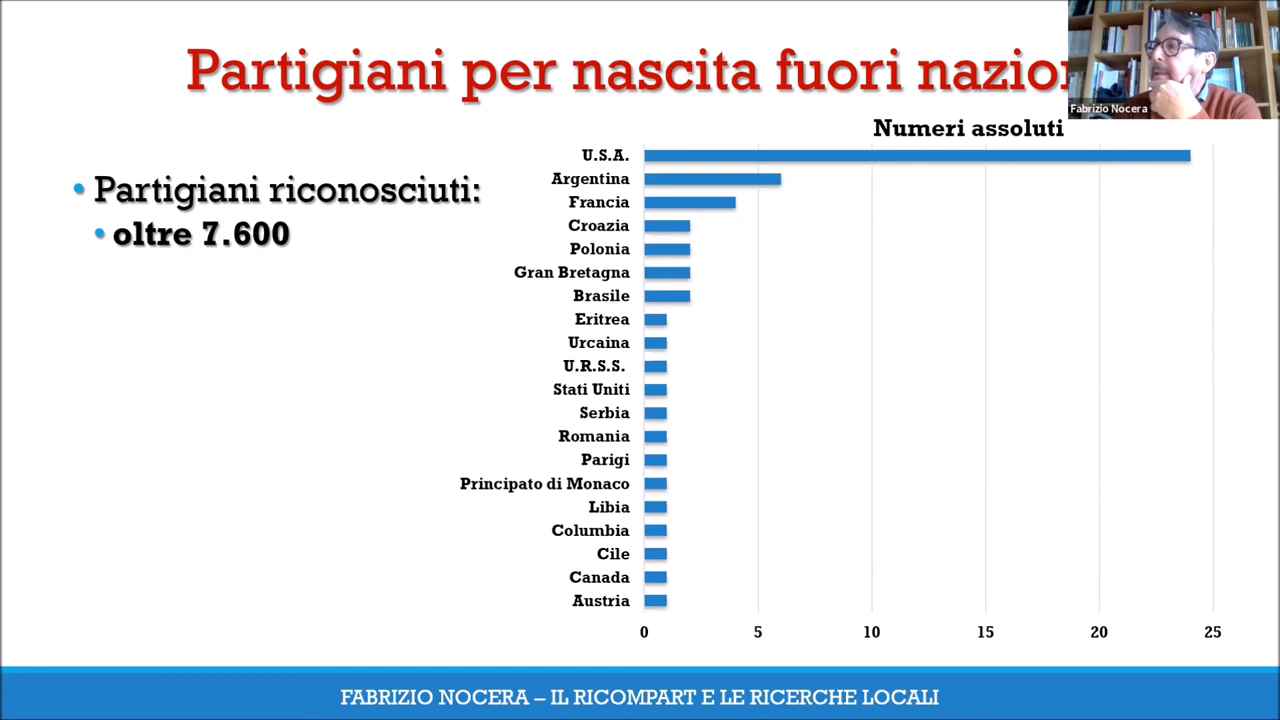 Partigiani per nascita fuori
Fabrizio Nocera
• Partigiani riconosciuti:
• oltre 7.600
Numeri assoluti
U.S.A.
Argentina
Francia
Croazia
Polonia
Gran Bretagna
Brasile
Eritrea
Urcaina
U.R.S.S.
Stati Uniti
Serbia
Romania
Parigi
Principato di Monaco
Libia
Columbia
Cile
Canada
Austria
0 5 10 15 20 25
FABRIZIO NOCERA – IL RICOMPART E LE RICERCHE LOCALI